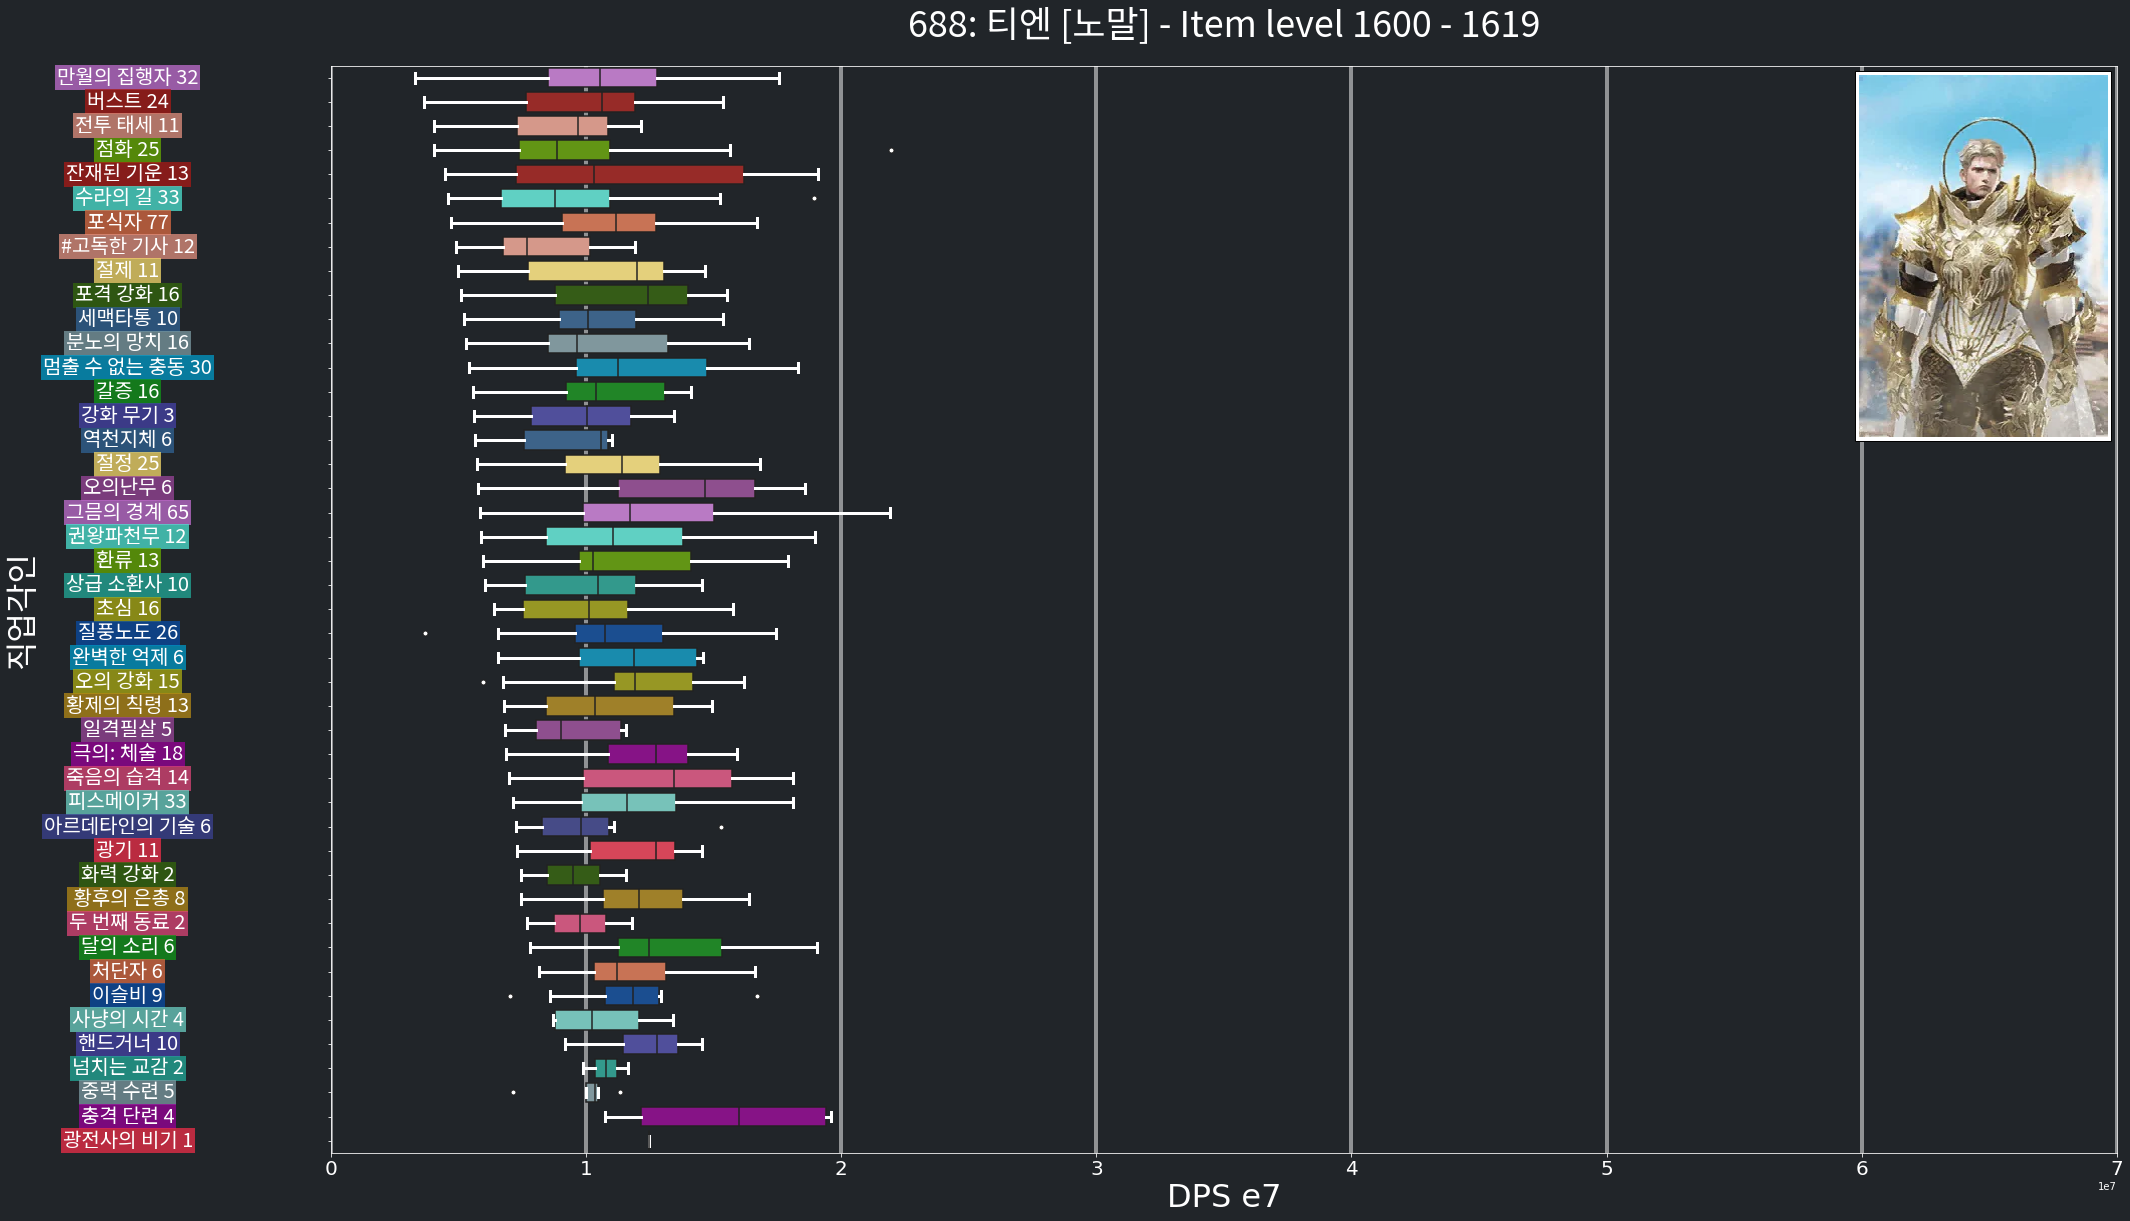 688: 티엔 [노말] - Item level 1600 - 1619
만월의 집행자 32
버스트 24
전투 태세 11
점화 25
잔재된 기운 13
수라의 길 33
포식자 77
#고독한 기사 12
절제 11
포격 강화 16
세맥타통 10
분노의 망치 16
멈출 수 없는 충동 30
갈증 16
강화 무기 3
역천지체 6
절정 25
오의난무 6
그믐의 경계 65
권왕파천무 12
환류 13
상급 소환사 10
초심 16
질풍노도 26
완벽한 억제 6
오의 강화 15
황제의 칙령 13
일격필살 5
극의: 체술 18
죽음의 습격 14
피스메이커 33
아르데타인의 기술 6
광기 11
화력 강화 2
황후의 은총 8
두 번째 동료 2
달의 소리 6
처단자 6
이슬비 9
사냥의 시간 4
핸드거너 10
넘치는 교감 2
중력 수련 5
충격 단련 4
광전사의 비기 1
직업각인
0 1 2 3 4 5 6 7
1e7
DPS e7